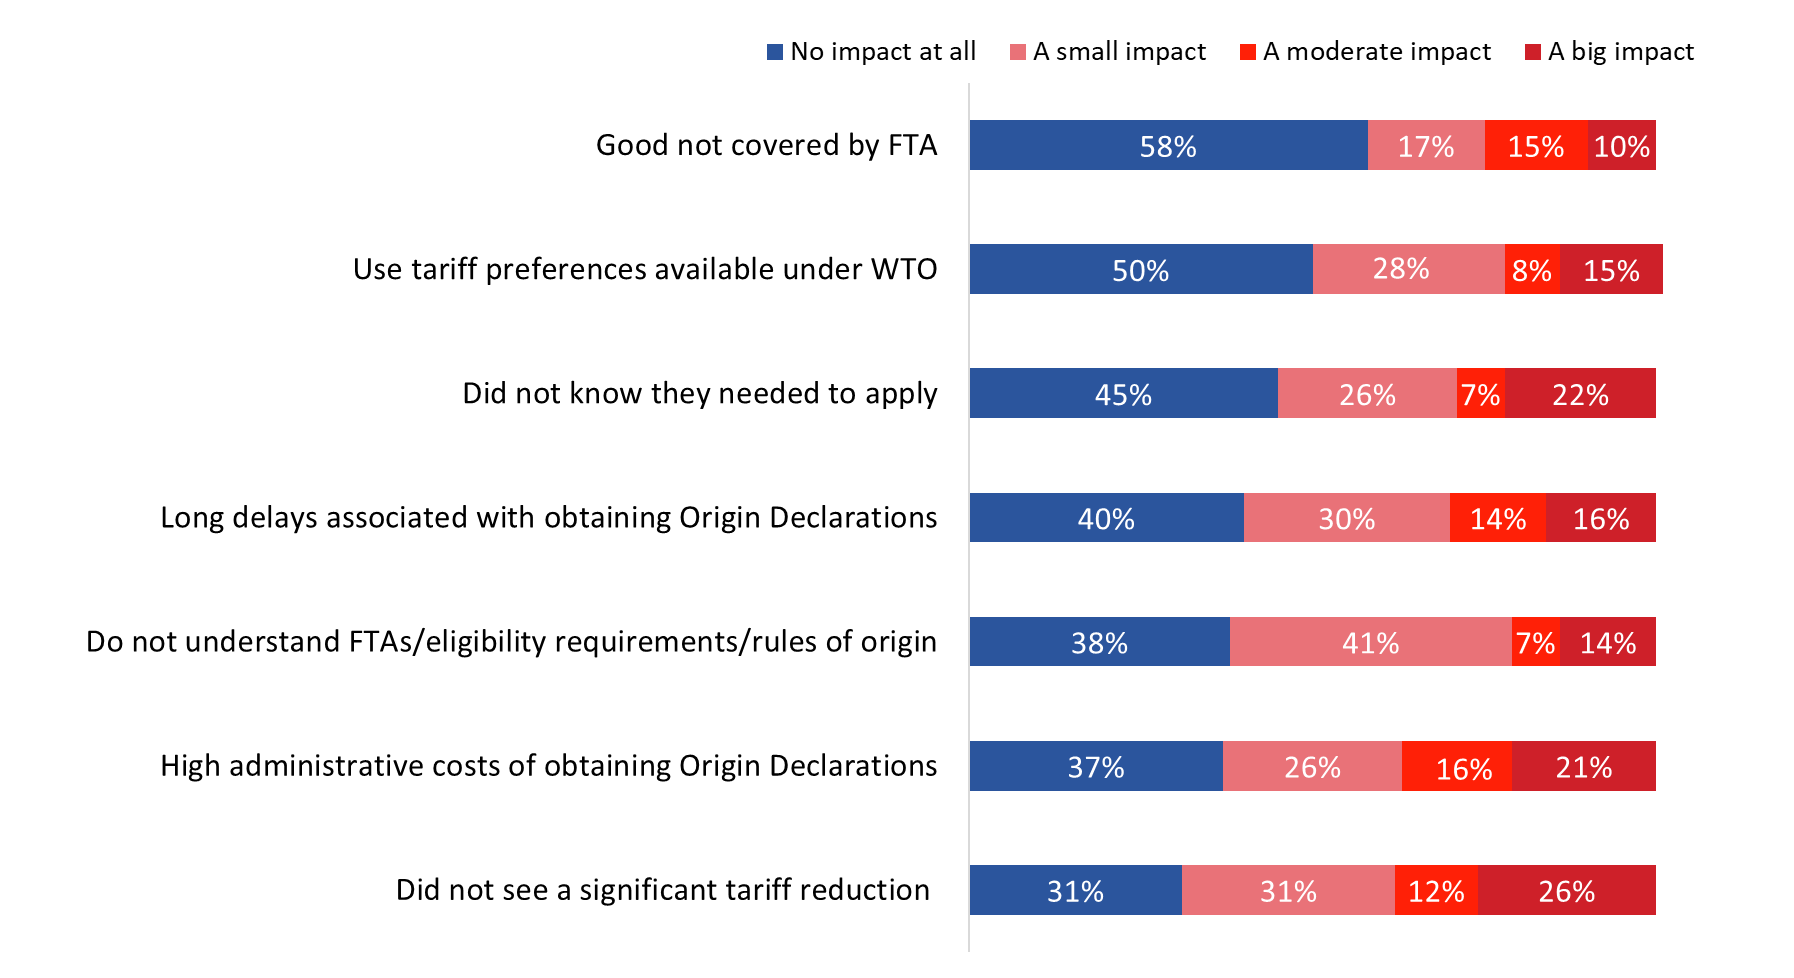 No impact at all A small impact A moderate impact A big impact
Good not covered by FTA 58% 17% 15% 10%
Use tariff preferences available under WTO 50% 28% 8% 15%
Did not know they needed to apply 45% 26% 7% 22%
Long delays associated with obtaining Origin Declarations 40% 30% 14% 16%
Do not understand FTAs/eligibility requirements/rules of origin 38% 41% 7% 14%
High administrative costs of obtaining Origin Declarations 37% 26% 16% 21%
Did not see a significant tariff reduction 31% 31% 12% 26%